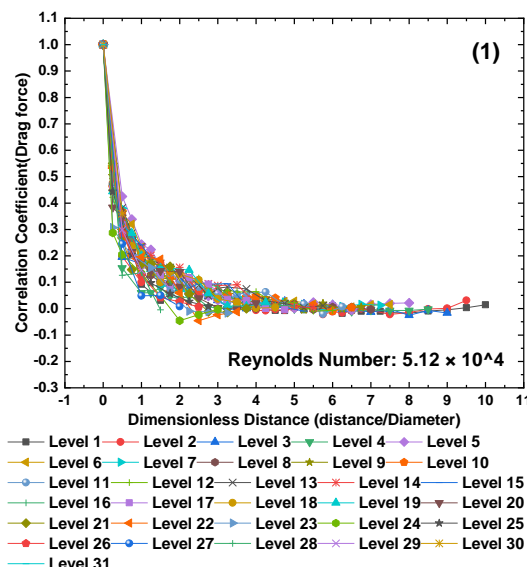 1.1
(1)
1.0
0.9
0.8
0.7
0.6
0.5
0.4
0.3
0.2
0.1
0.0
-0.1
-0.2
-0.3
Correlation Coefficient(Drag force)
Reynolds Number: 5.12 × 10^4
-1 0 1 2 3 4 5 6 7 8 9 10 11
Dimensionless Distance (distance/Diameter)
Level 1 Level 2 Level 3 Level 4 Level 5
Level 6 Level 7 Level 8 Level 9 Level 10
Level 11 Level 12 Level 13 Level 14 Level 15
Level 16 Level 17 Level 18 Level 19 Level 20
Level 21 Level 22 Level 23 Level 24 Level 25
Level 26 Level 27 Level 28 Level 29 Level 30
Level 31